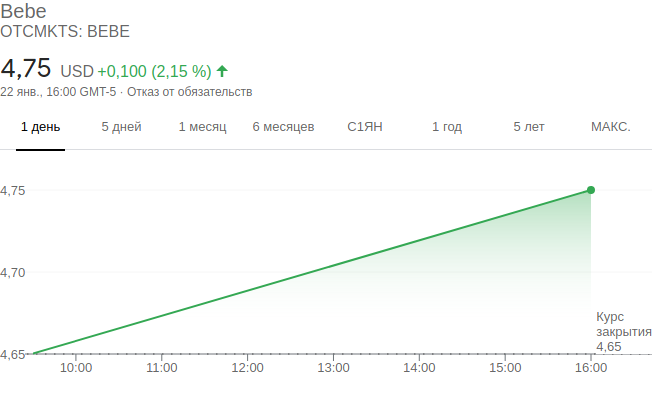 Bebe
OTCMKTS: BEBE
4,75 USD +0,100 (2,15 %)
22 янв., 16:00 GMT-5 · Отказ от обязательств
1 день 5 дней 1 месяц 6 месяцев С1ЯН 1 год 5 лет МАКС.
4,75
4,70
Курс
закрытия
4,65
4,65
10:00 11:00 12:00 13:00 14:00 15:00 16:00